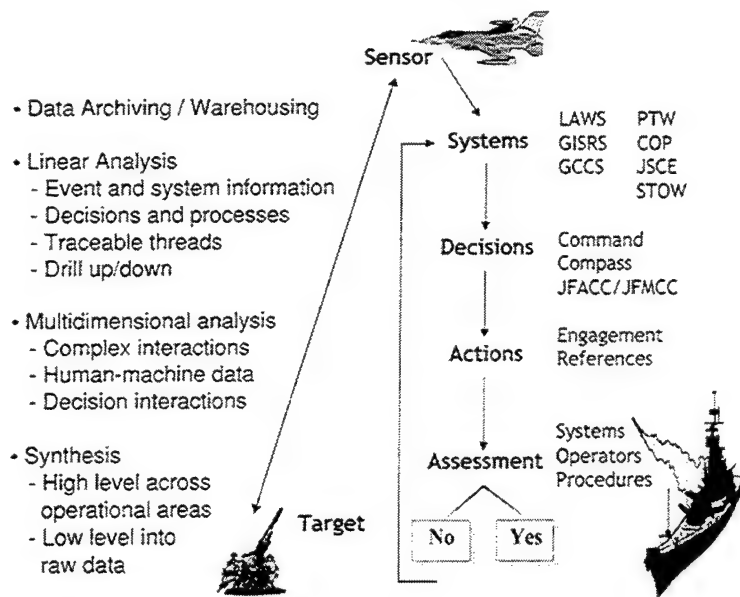 • Data Archiving / Warehousing
• Linear Analysis
- Event and system information
- Decisions and processes
- Traceable threads
- Drill up/down
• Multidimensional analysis
- Complex interactions
- Human-machine data
- Decision interactions
• Synthesis
- High level across
operational areas
- Low level into
raw data
Sensor
Target
Systems
LAWS PTW
GISRS COP
GCCS JSCE
STOW
Decisions
Command
Compass
JFACC/JFMCC
Actions
Engagement
References
Assessment
Systems
Operators
Procedures
No Yes